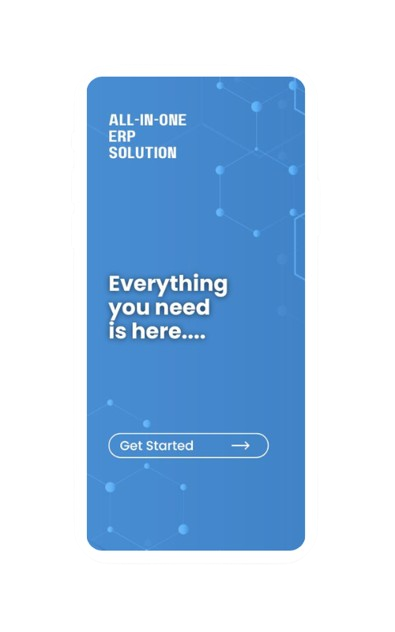 ALL-IN-ONE
ERP
SOLUTION
Everything
you need
is here....
Get Started